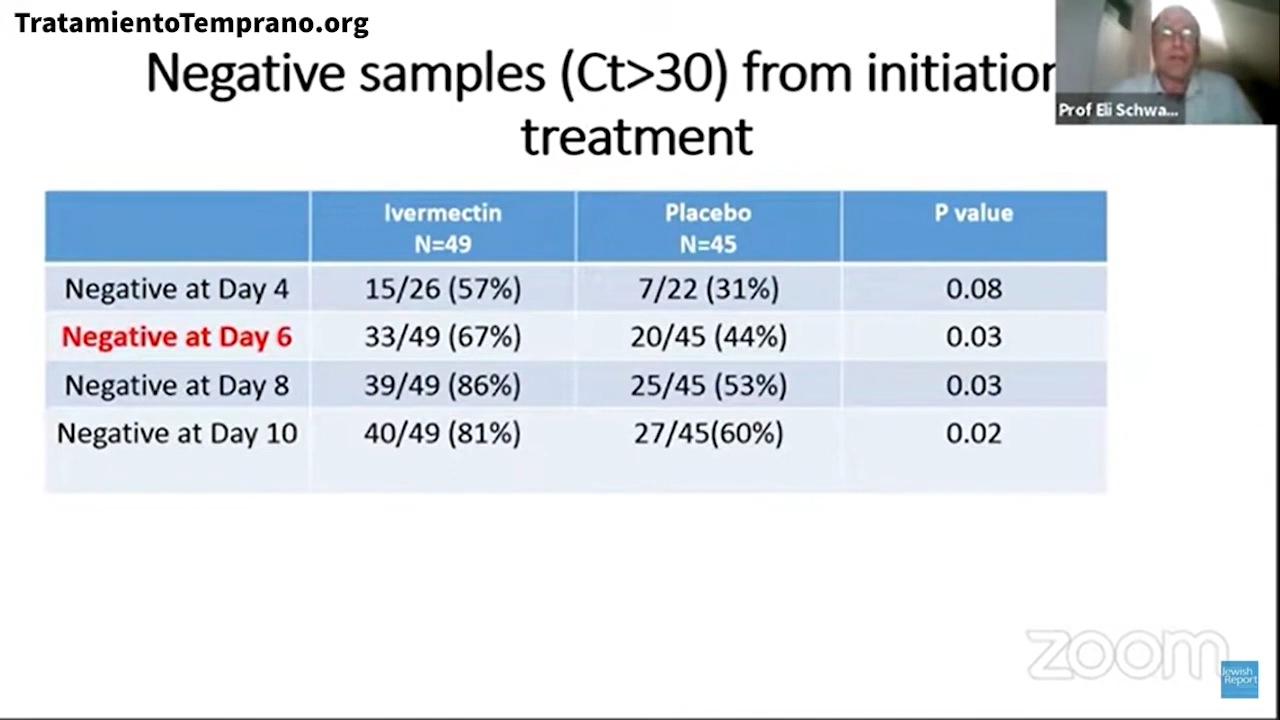 TratamientoTemprano.org
Negative samples (Ct>30) from initiation
treatment
Prof Eli Schwa...
Ivermectin Placebo P value
N=49 N=45
Negative at Day 4 15/26 (57%) 7/22 (31%) 0.08
Negative at Day 6 33/49 (67%) 20/45 (44%) 0.03
Negative at Day 8 39/49 (86%) 25/45 (53%) 0.03
Negative at Day 10 40/49 (81%) 27/45(60%) 0.02
zoom
Jewish
Report